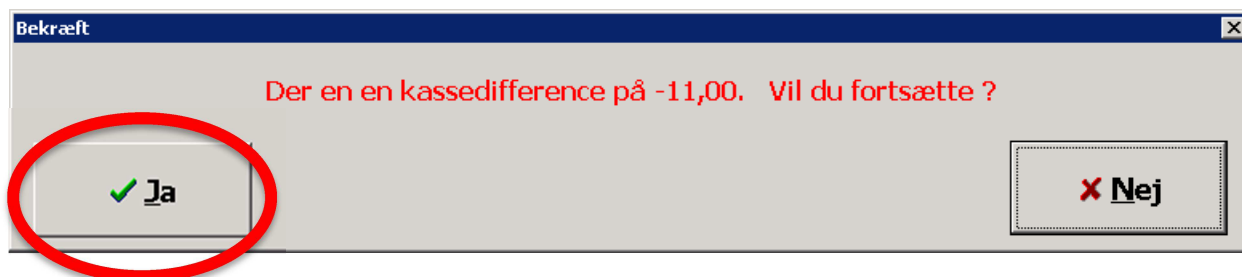 Bekræft
Der en en kassedifference på -11,00. Vil du fortsætte ?
Ja
Nej